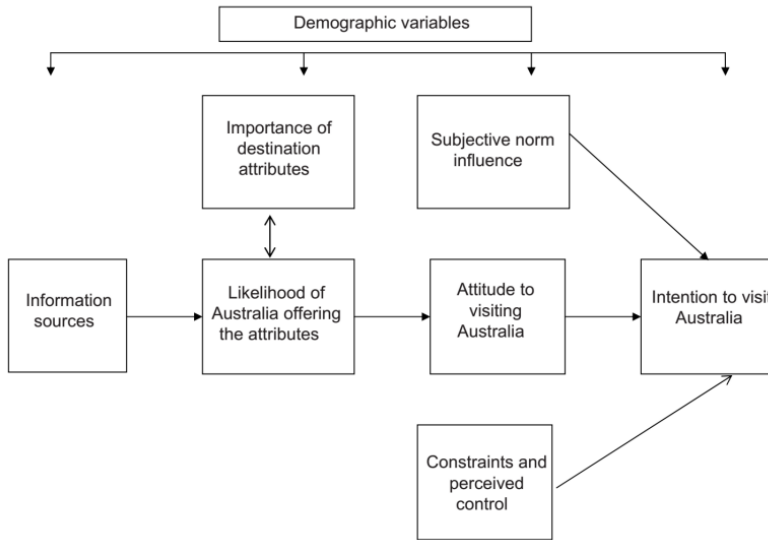 Demographic variables
Importance of
destination
attributes
Subjective norm
influence
Information
sources
Likelihood of
Australia offering
the attributes
Attitude to
visiting
Australia
Intention to visit
Australia
Constraints and
perceived
control